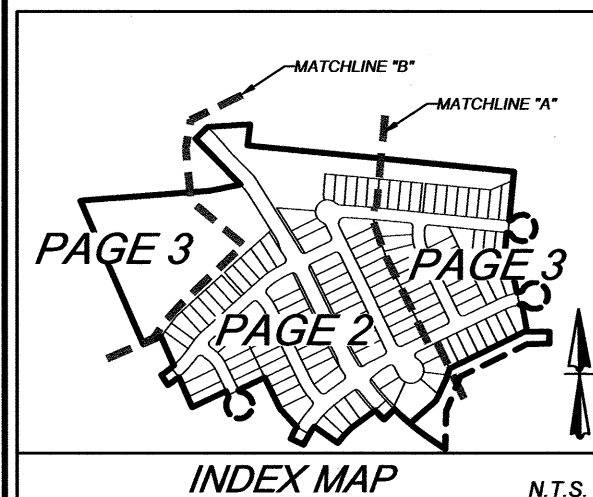 MATCHLINE "B"
MATCHLINE "A"
PAGE 3
PAGE 3
PAGE 2
INDEX MAP
N.T.S.